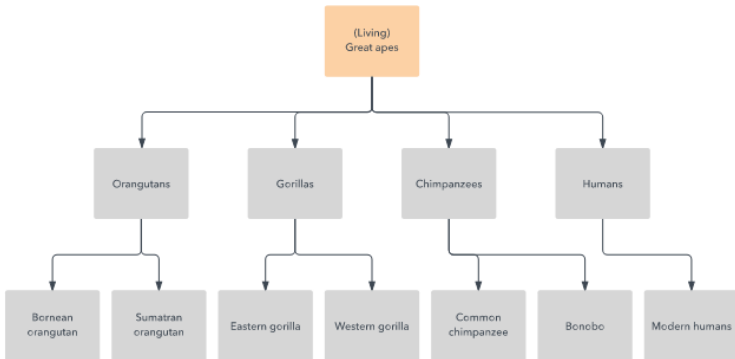 (Living)
Great apes
Orangutans
Gorillas
Chimpanzees
Humans
Bornean
orangutan
Sumatran
orangutan
Eastern gorilla
Western gorilla
Common
chimpanzee
Bonobo
Modern humans